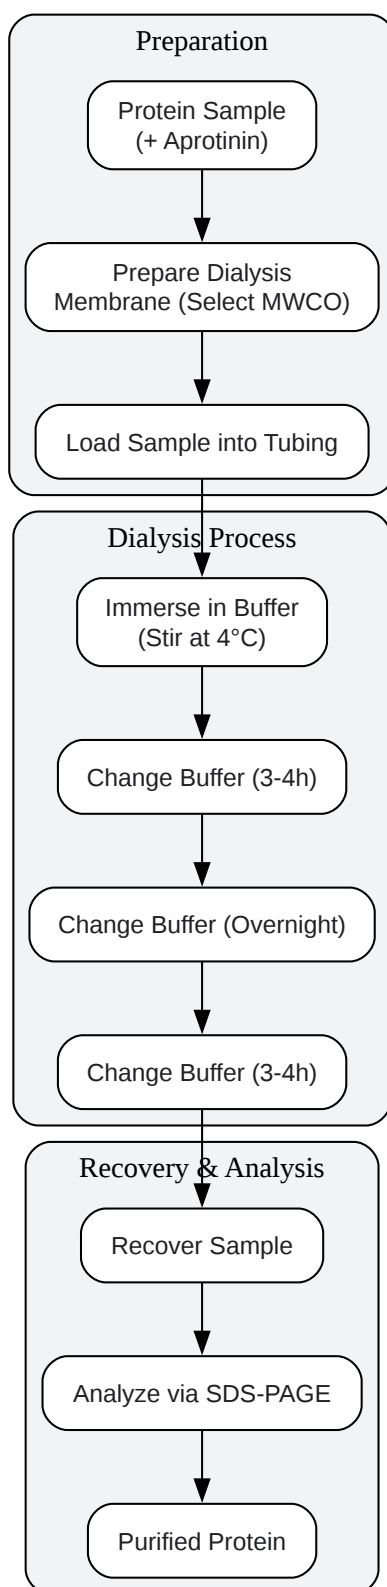 Preparation
Protein Sample
(+ Aprotinin)
Prepare Dialysis
Membrane (Select MWCO)
Load Sample into Tubing
Dialysis Process
Immerse in Buffer
(Stir at 4°C)
Change Buffer (3-4h)
Change Buffer (Overnight)
Change Buffer (3-4h)
Recovery & Analysis
Recover Sample
Analyze via SDS-PAGE
Purified Protein